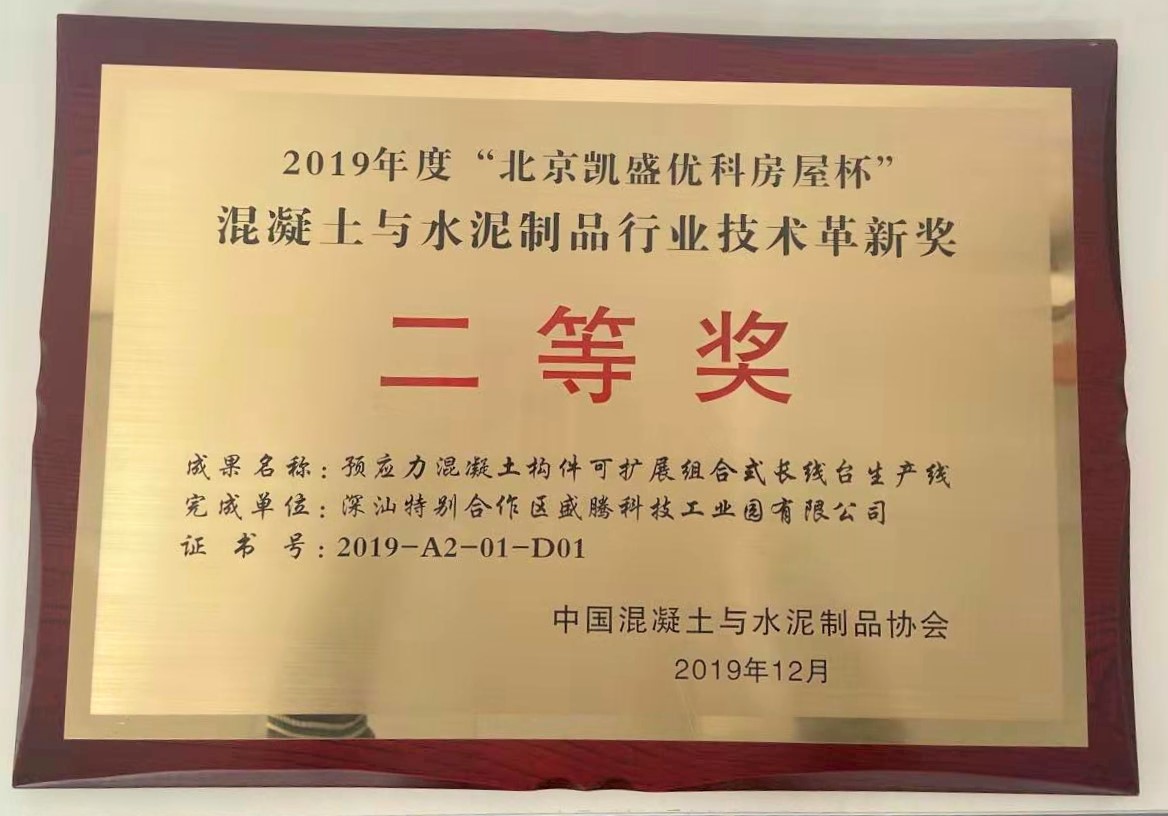 2019年度“北京凯盛优科房屋杯”
混凝土与水泥制品行业技术革新奖
二等奖
成果名称：预应力混凝土构件可扩展组合式长线台生产线
完成单位：深汕特别合作区盛腾科技工业园有限公司
证书号：2019-A2-01-D01
中国混凝土与水泥制品协会
2019年12月